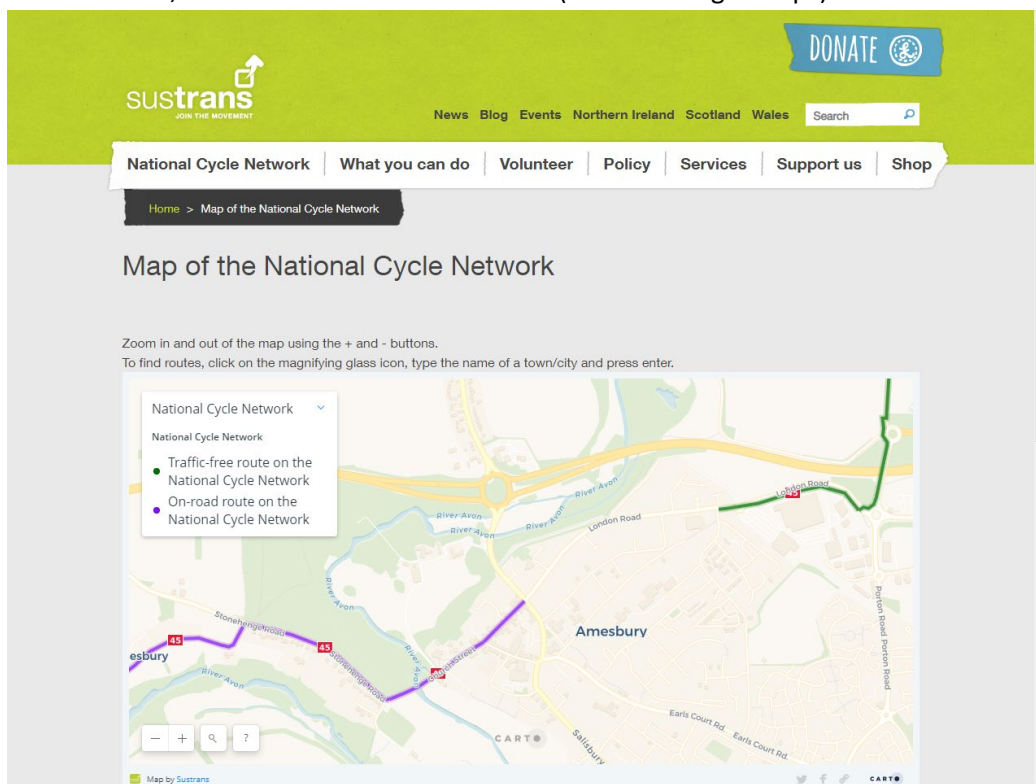 DONATE £
sustrans
JOIN THE MOVEMENT
News Blog Events Northern Ireland Scotland Wales Search
National Cycle Network What you can do Volunteer Policy Services Support us Shop
Home > Map of the National Cycle Network
Map of the National Cycle Network
Zoom in and out of the map using the + and - buttons.
To find routes, click on the magnifying glass icon, type the name of a town/city and press enter.
National Cycle Network
National Cycle Network
Traffic-free route on the
National Cycle Network
On-road route on the
National Cycle Network
River Avon
London Road
45
River Avon
River Avon
River Avon
London Road
River Avon
Stonehenge Road
45
esbury
River Avon
45
Stonehenge Road
River Avon
Church Street
Amesbury
Porton Road Porton Road
Earls Court Rd
Earls Court Rd
Salisbury
CARTO
- + ?
Map by Sustrans
CARTO